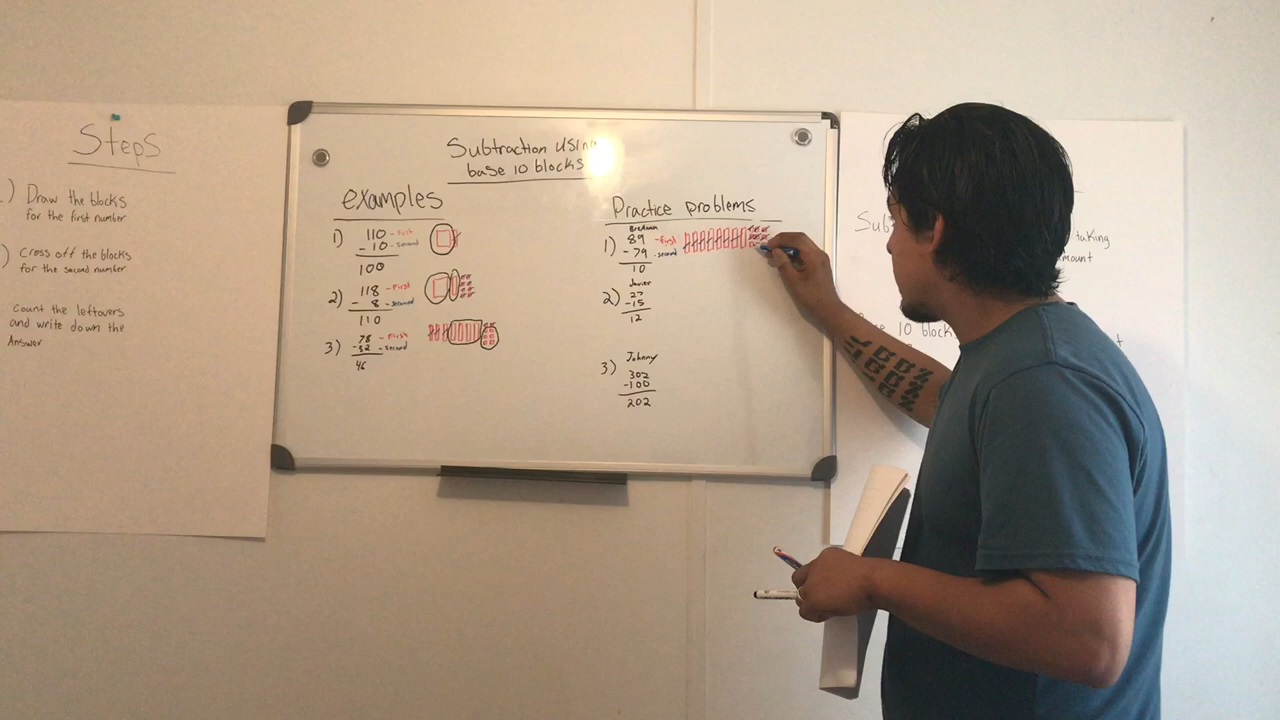 Steps
) Draw the blocks
for the first number
) Cross off the blocks
for the second number
Count the leftovers
and write down the
Answer
Subtraction Using
base 10 blocks
examples
1) 110 - First
- 10 - second
100
2) 118 - First
- 8 - second
110
3) 78 - First
- 32 - second
46
Practice problems
Brennan
1) 89 - First
- 79 - second
10
Javier
2) 27
- 15
12
Johnny
3) 302
- 100
202
Sub
taking
mount
10 block